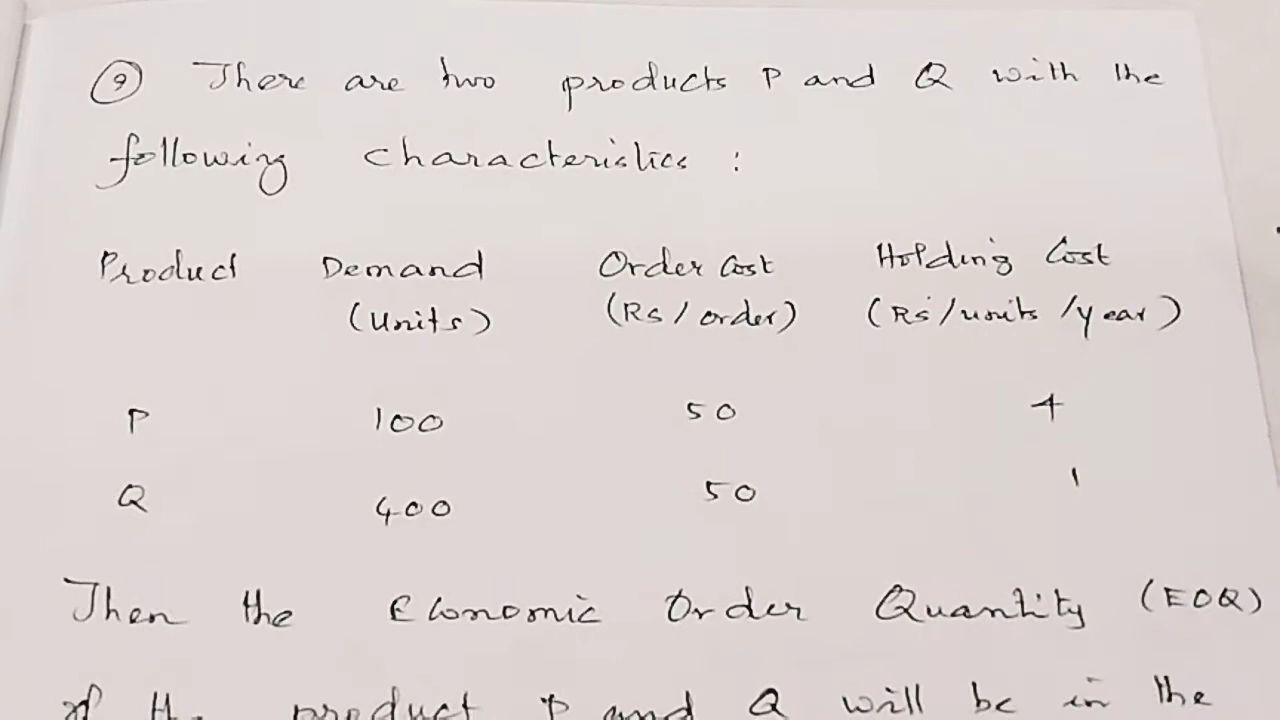 9 There are two products P and Q with the
following characteristics :
Product Demand Order Cost Holding Cost
(Units) (Rs / order) (Rs / units / year)
P 100 50 4
Q 400 50 1
Then the Economic Order Quantity (EOQ)
of the product P and Q will be in the